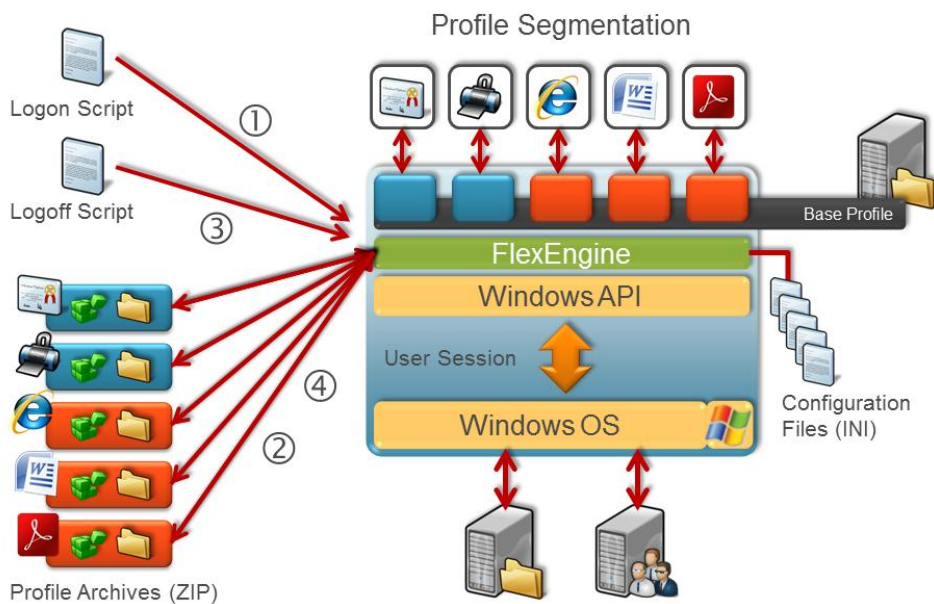 Profile Segmentation
Logon Script
①
Logoff Script
③
Base Profile
FlexEngine
Windows API
User Session
④
②
Windows OS
Configuration
Files (INI)
Profile Archives (ZIP)